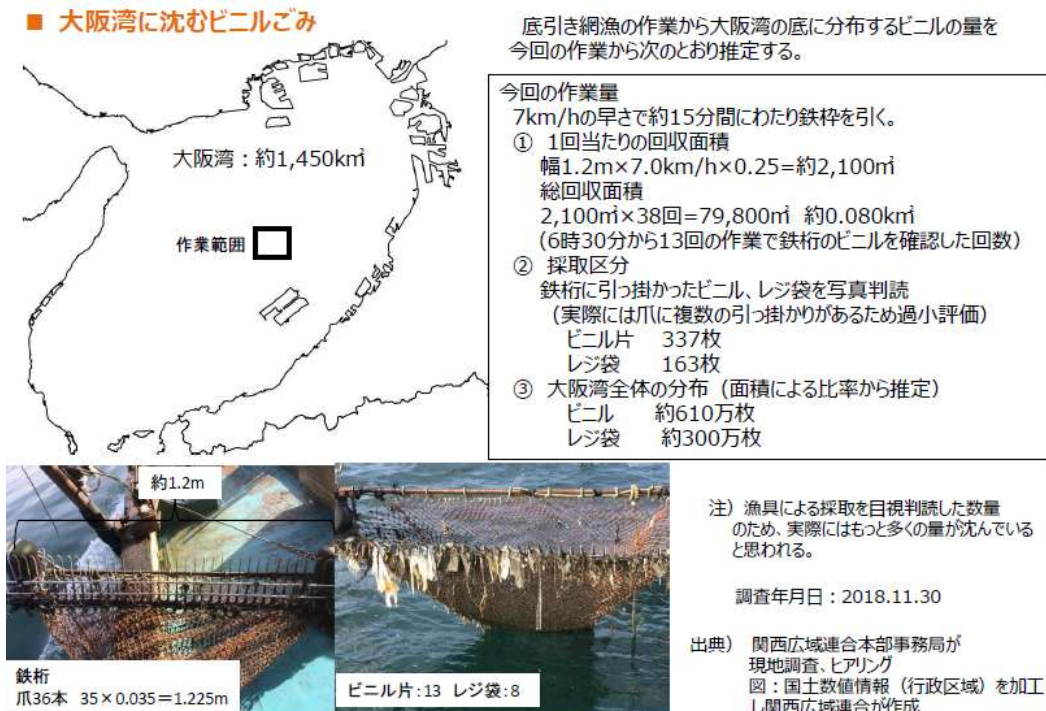 ■ 大阪湾に沈むビニルごみ
底引き網漁の作業から大阪湾の底に分布するビニルの量を
今回の作業から次のとおり推定する。
大阪湾：約1,450㎢
作業範囲
今回の作業量
7km/hの早さで約15分間にわたり鉄枠を引く。
① 1回当たりの回収面積
幅1.2m×7.0km/h×0.25=約2,100㎡
総回収面積
2,100㎡×38回=79,800㎡ 約0.080k㎡
（6時30分から13回の作業で鉄桁のビニルを確認した回数）
② 採取区分
鉄桁に引っ掛かったビニル、レジ袋を写真判読
（実際には爪に複数の引っ掛かりがあるため過小評価）
ビニル片 337枚
レジ袋 163枚
③ 大阪湾全体の分布（面積による比率から推定）
ビニル 約610万枚
レジ袋 約300万枚
約1.2m
鉄桁
爪36本 35×0.035＝1.225m
ビニル片：13 レジ袋：8
注）漁具による採取を目視判読した数量
のため、実際にはもっと多くの量が沈んでいる
と思われる。
調査年月日：2018.11.30
出典） 関西広域連合本部事務局が
現地調査、ヒアリング
図：国土数値情報（行政区域）を加工
し関西広域連合が作成